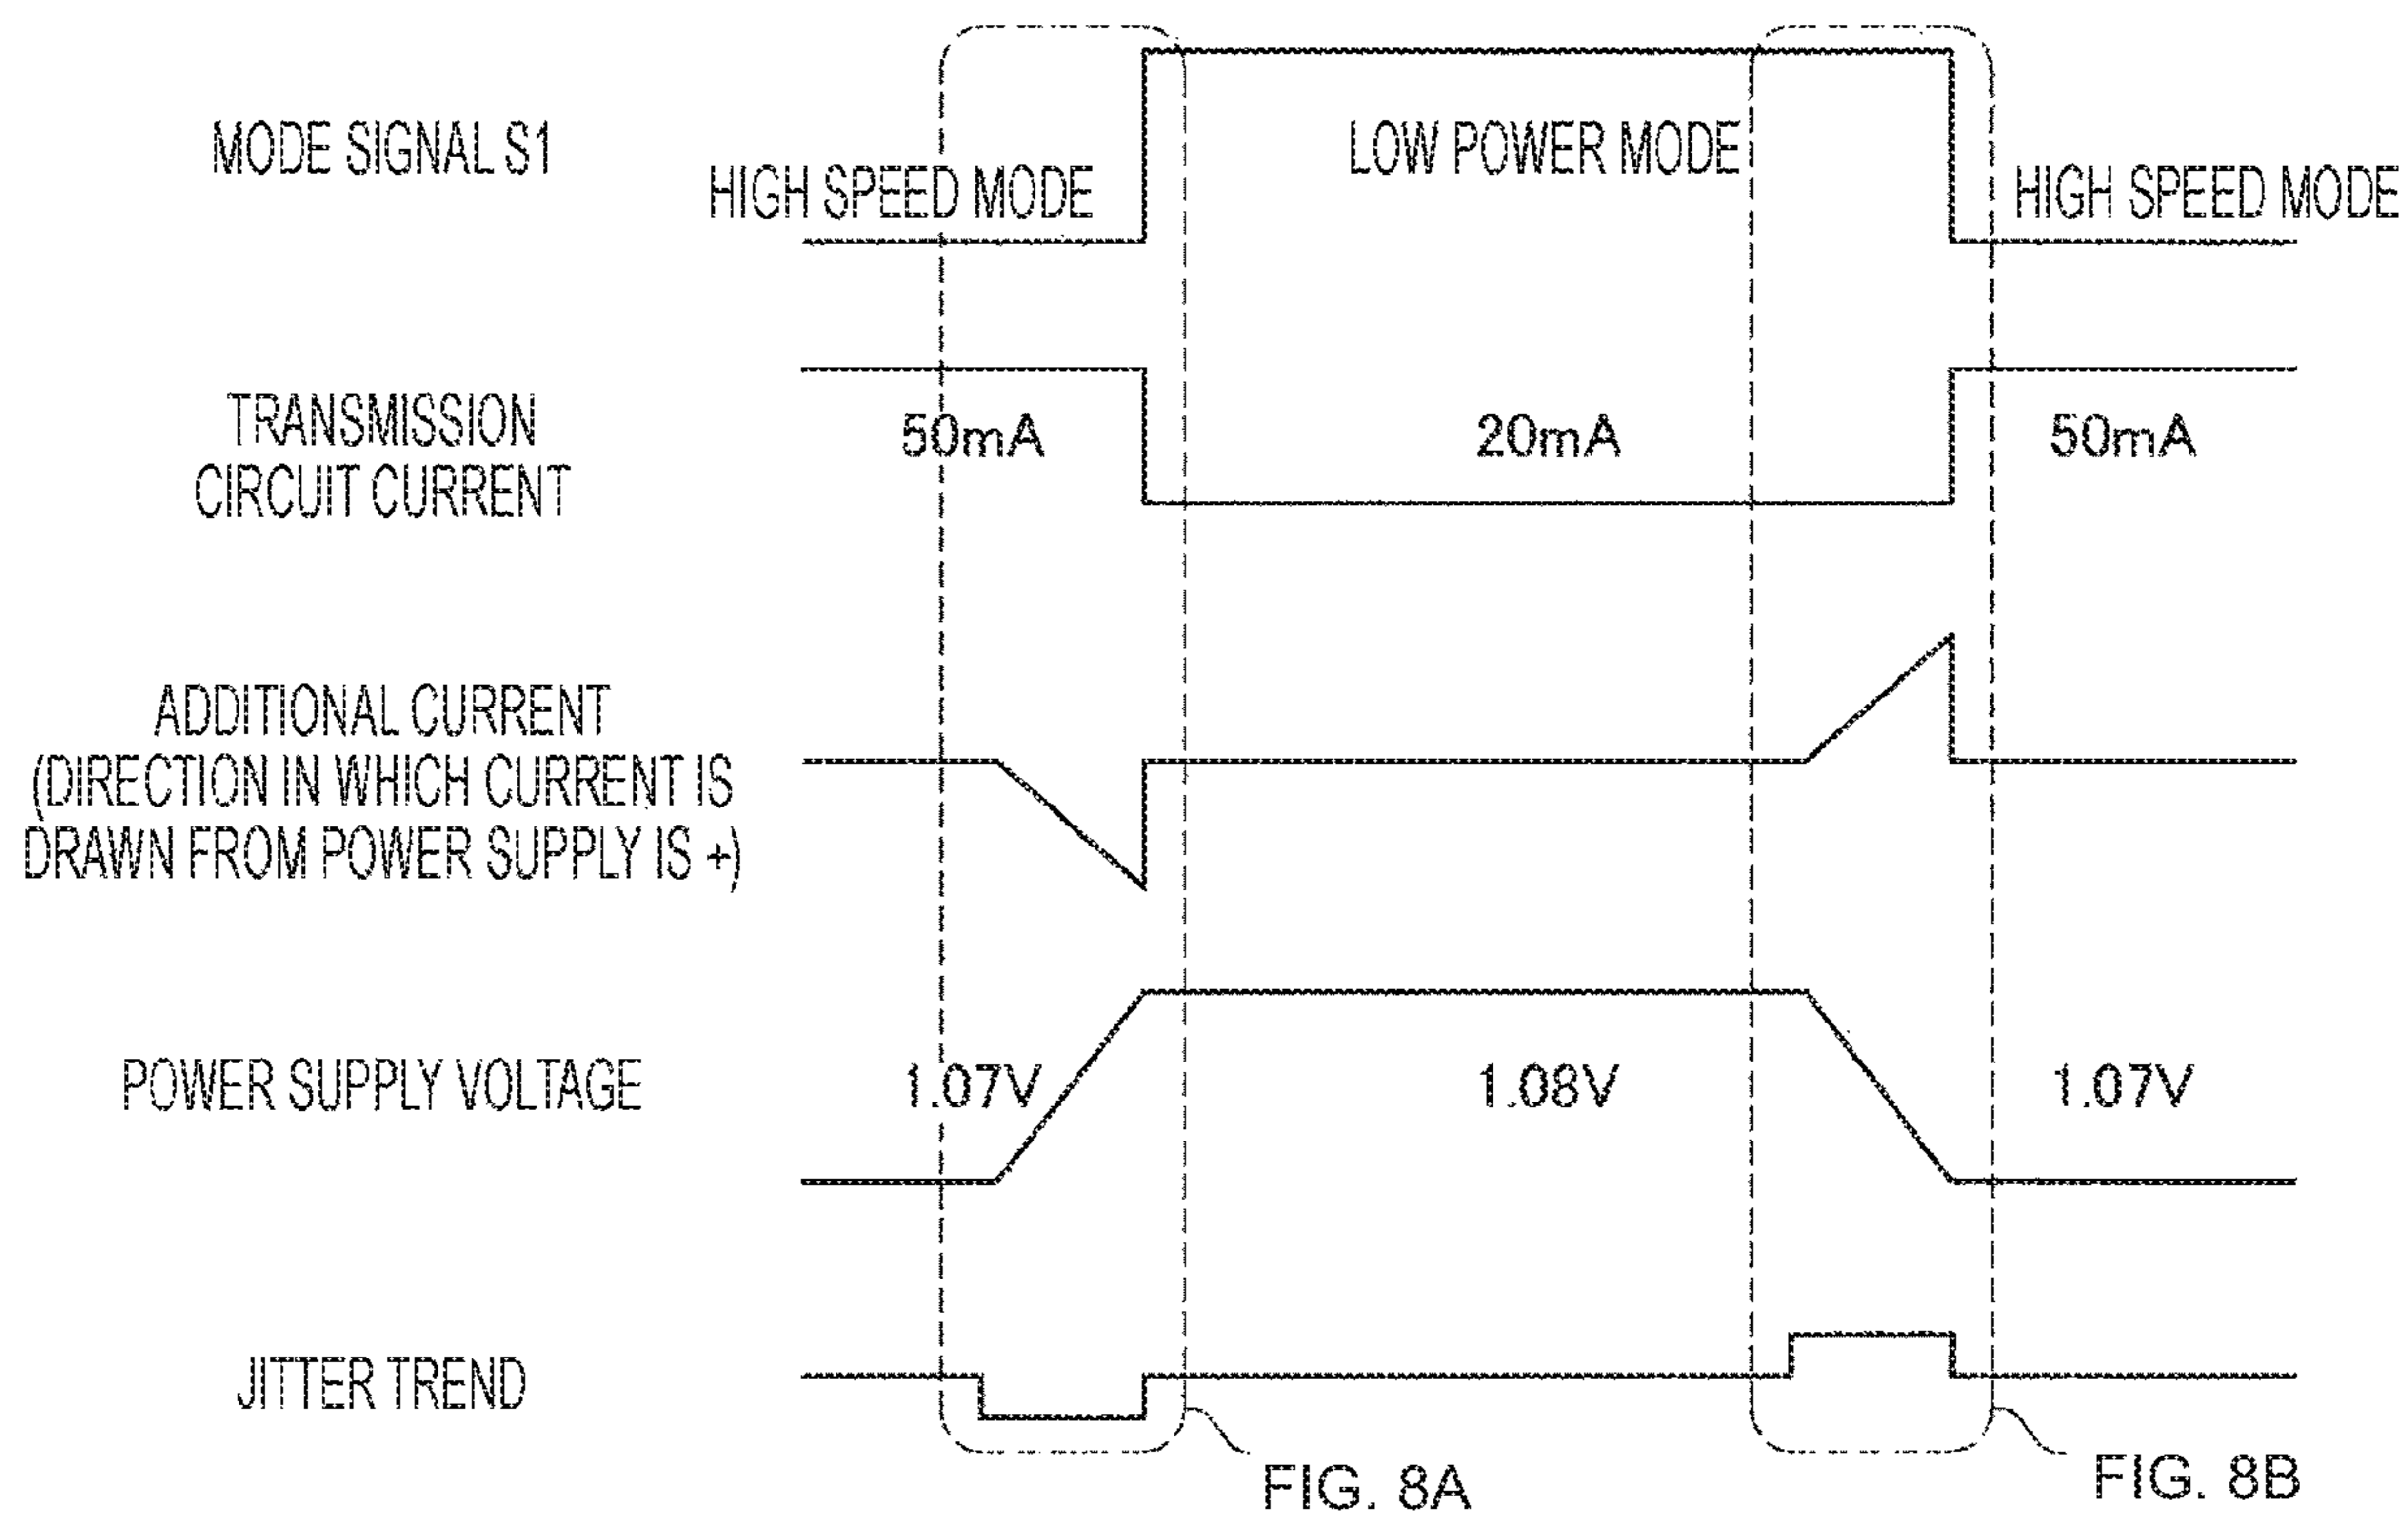 MODE SIGNAL S1
HIGH SPEED MODE
LOW POWER MODE
HIGH SPEED MODE
TRANSMISSION
CIRCUIT CURRENT
50mA
20mA
50mA
ADDITIONAL CURRENT
(DIRECTION IN WHICH CURRENT IS
DRAWN FROM POWER SUPPLY IS +)
POWER SUPPLY VOLTAGE
1.07V
1.08V
1.07V
JITTER TREND
FIG. 8A
FIG. 8B